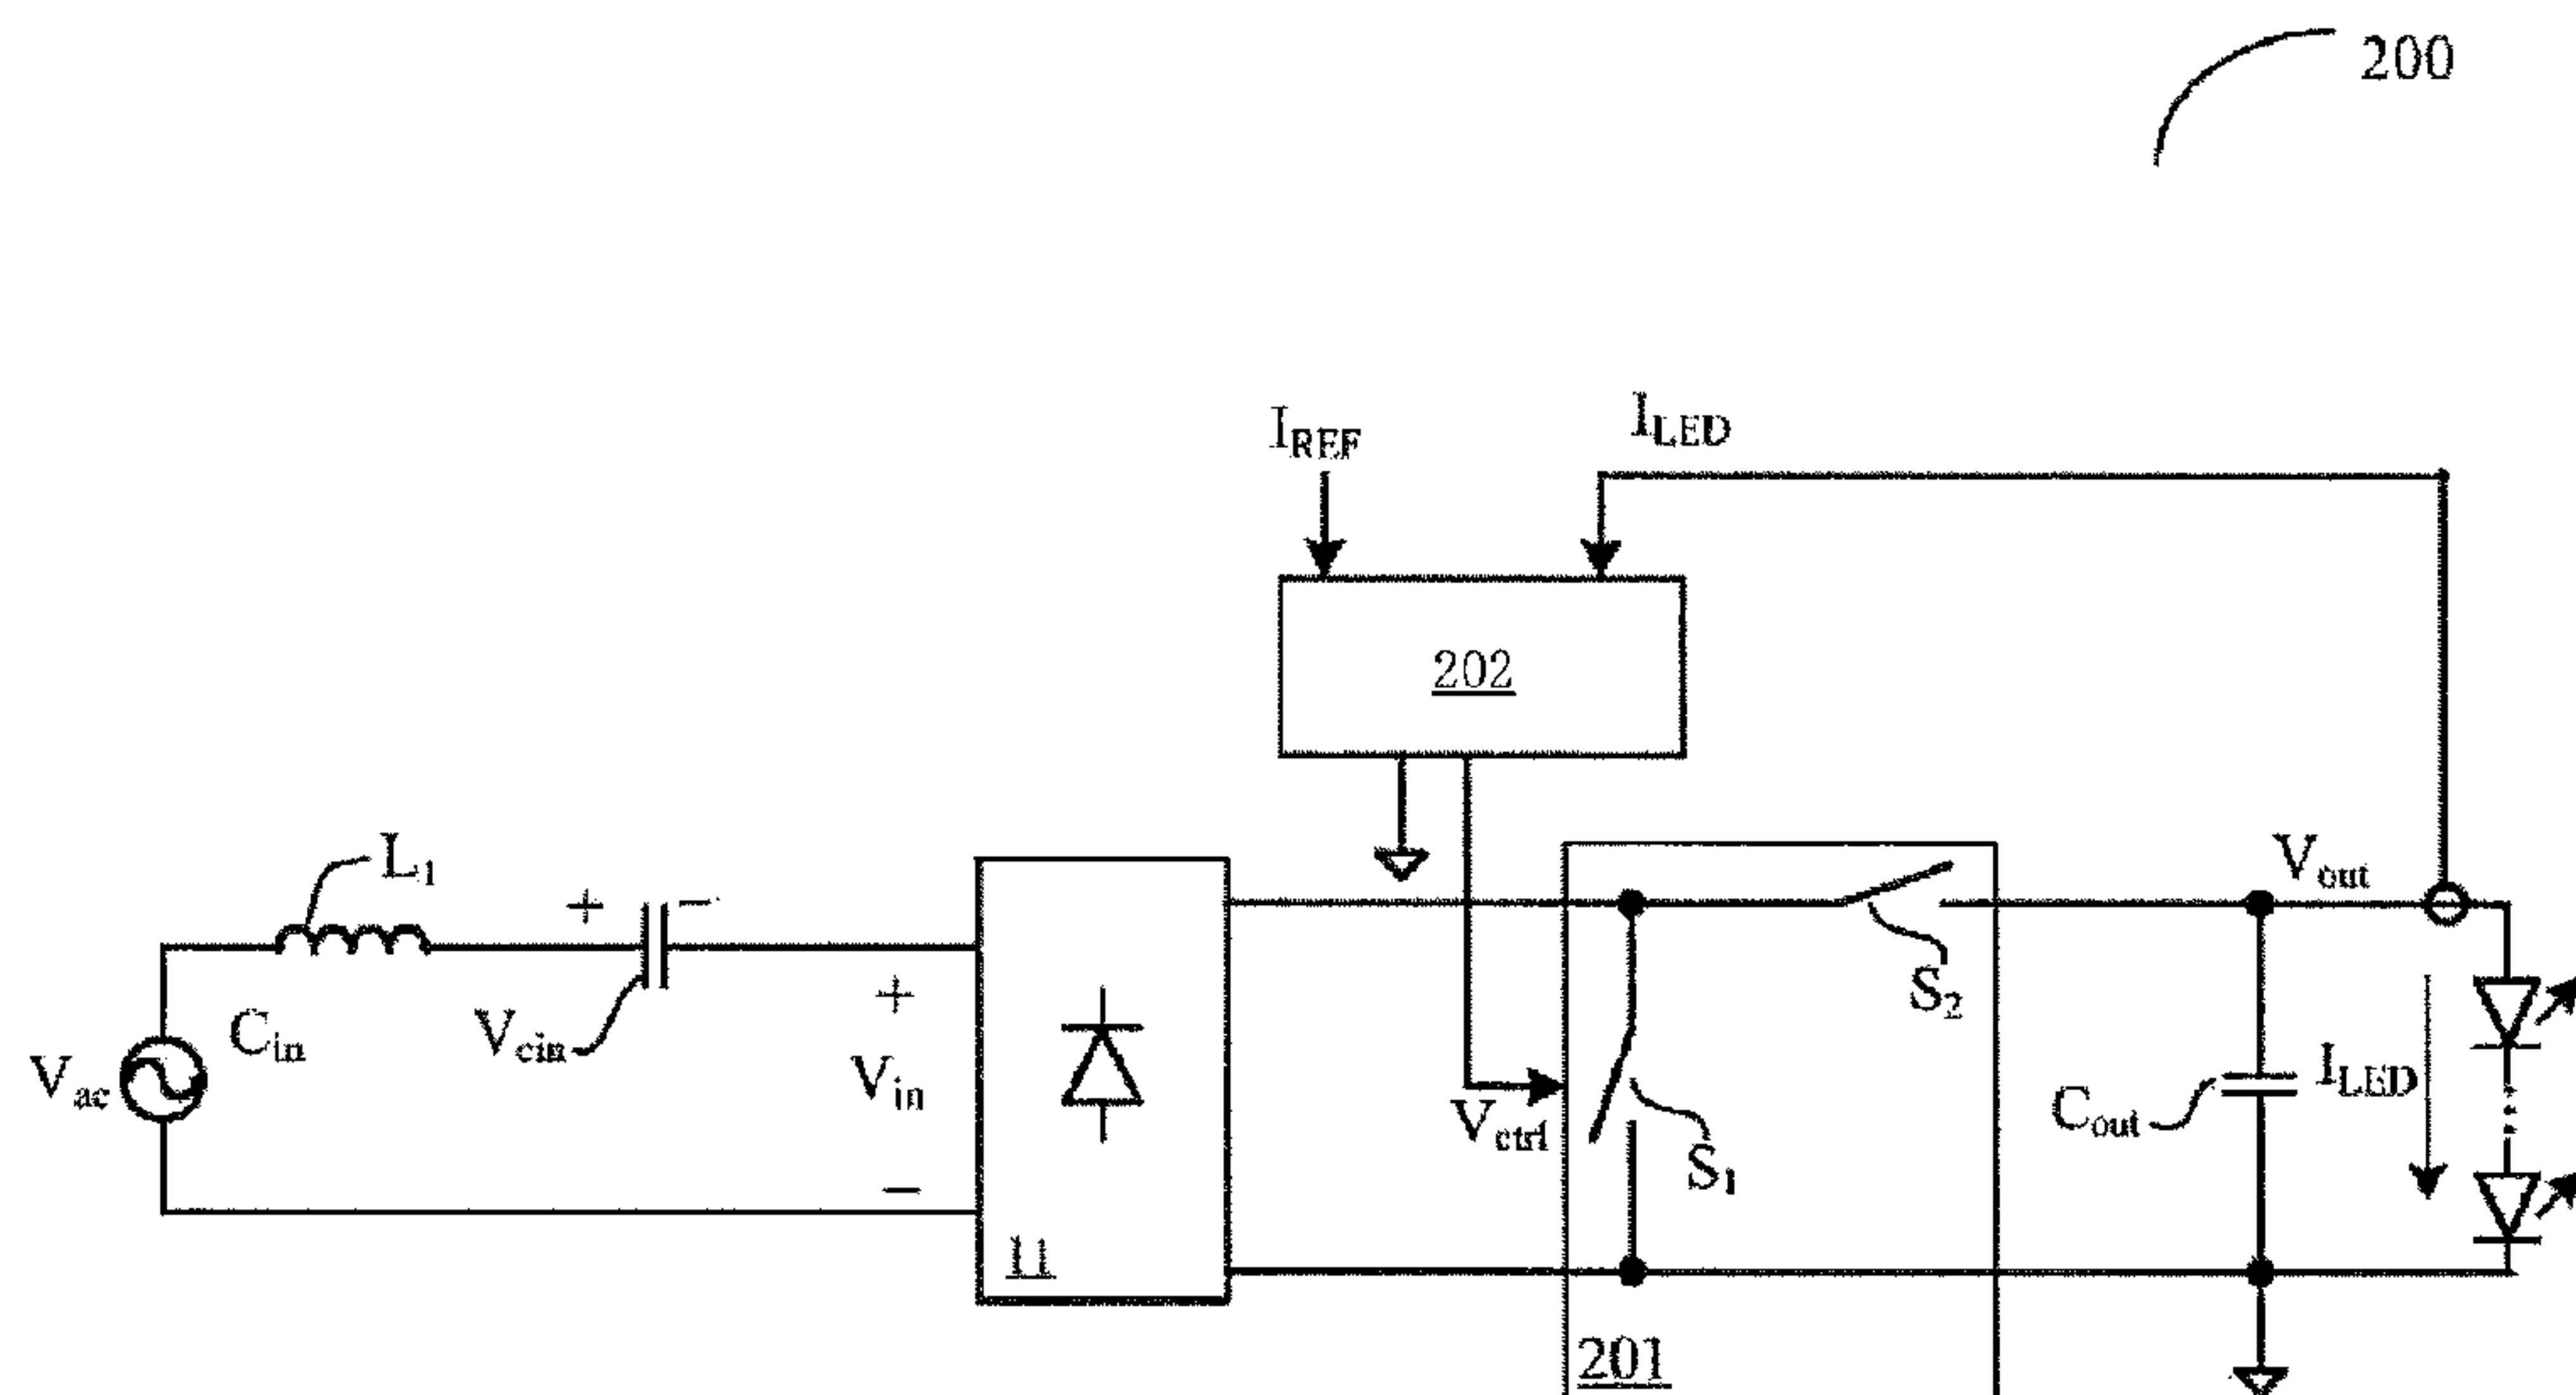 200
I_REF
I_LED
202
L_1
+
−
V_out
+
S_2
C_in
V_cin
V_ac
V_in
I_LED
C_out
V_ctrl
S_1
−
11
201